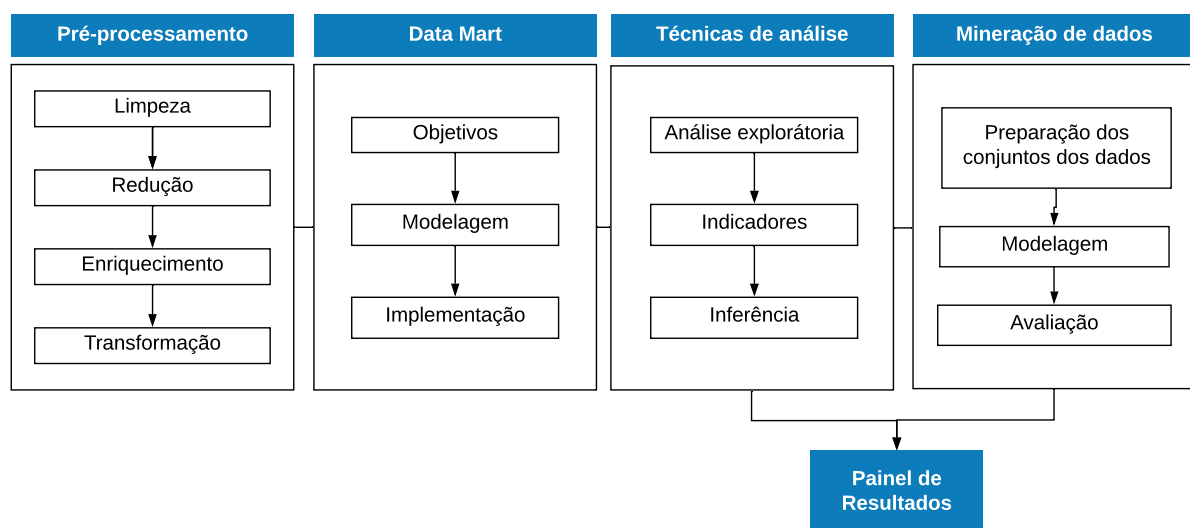 Pré-processamento
Limpeza
Redução
Enriquecimento
Transformação
Data Mart
Objetivos
Modelagem
Implementação
Técnicas de análise
Análise explorátoria
Indicadores
Inferência
Mineração de dados
Preparação dos
conjuntos dos dados
Modelagem
Avaliação
Painel de
Resultados